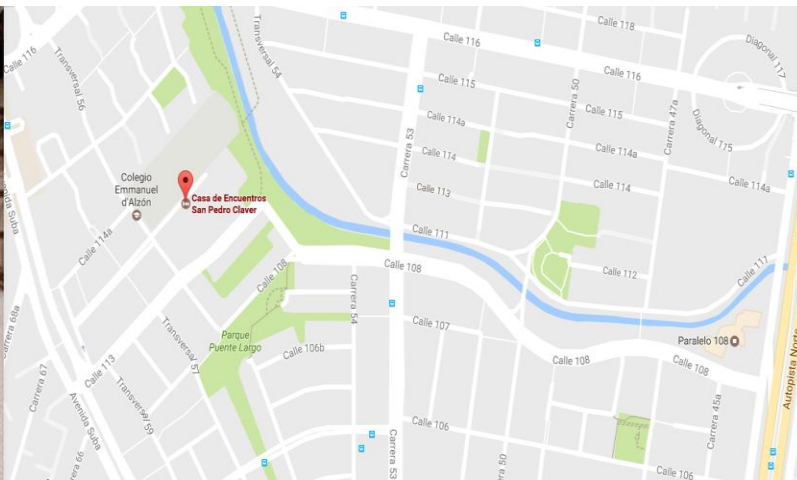 Calle 118
Calle 116
Calle 116
Calle 116
Transversal 54
Transversal 56
Diagonal 117
Calle 115
Calle 115
Carrera 50
Carrera 47a
Diagonal 115
Calle 114a
Calle 114a
Calle 114a
Carrera 53
Calle 114
Calle 114
Calle 113
Colegio
Emmanuel
d'Alzón
Casa de Encuentros
San Pedro Claver
Calle 114a
Calle 111
Calle 108
Calle 108
Calle 112
Carrera 54
Carrera 68a
Calle 107
Parque
Puente Largo
Calle 106b
Transversal 57
Paralelo 108
Calle 108
Calle 108
Autopista Norte
Calle 113
Carrera 67
Transversal 59
Avenida Suba
Carrera 45a
Calle 106
Carrera 53
Calle 106